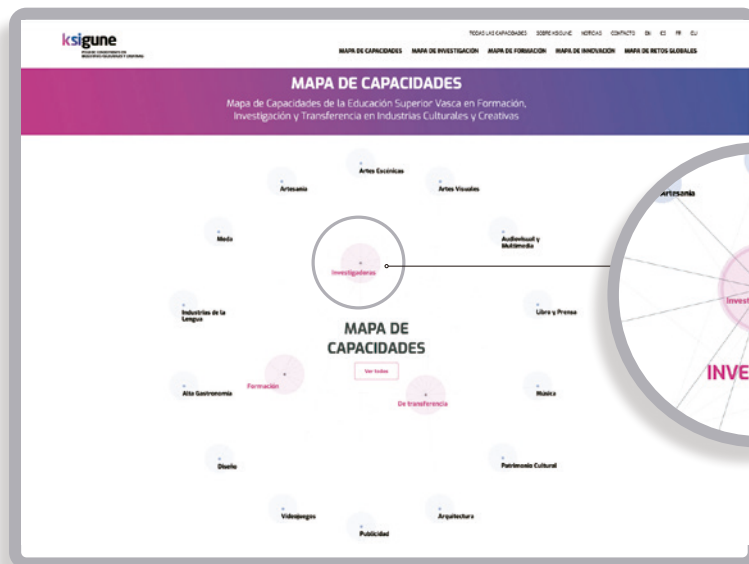 TODAS LAS CAPACIDADES SOBRE KSIGUNE NOTICIAS CONTACTO EN ES FR EU
ksigune
MAPA DE CAPACIDADES MAPA DE INVESTIGACIÓN MAPA DE FORMACIÓN MAPA DE INNOVACIÓN MAPA DE RETOS GLOBALES
MAPA DE CAPACIDADES
Mapa de Capacidades de la Educación Superior Vasca en Formación,
Investigación y Transferencia en Industrias Culturales y Creativas
Artes Escénicas
Artesanía
Artes Visuales
Artesanía
Moda
Audiovisual y
Multimedia
Investigadoras
Invest
Industrias de la
Lengua
Libro y Prensa
MAPA DE
CAPACIDADES
Ver todas
INVE
Formación
Alta Gastronomía
De transferencia
Música
Diseño
Patrimonio Cultural
Videojuegos
Arquitectura
Publicidad